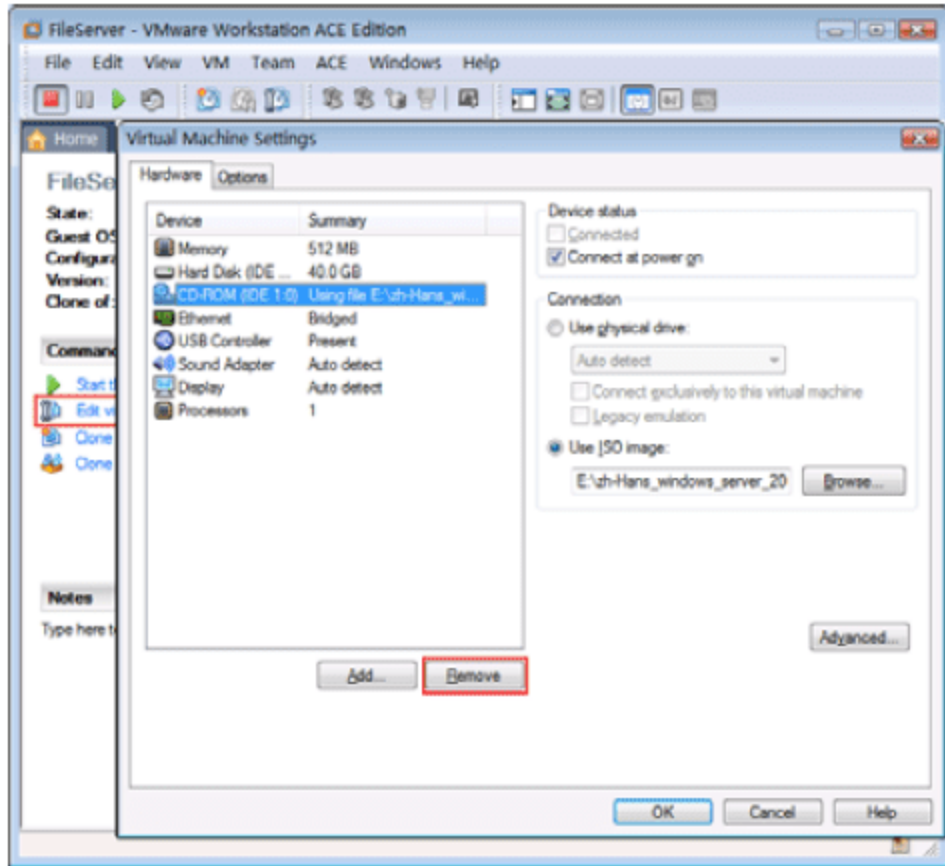 FileServer - VMware Workstation ACE Edition
File Edit View VM Team ACE Windows Help
Home
Virtual Machine Settings
FileSe
State:
Guest OS
Configura
Version:
Clone of:
Command
Start t
Edit vi
Clone
Clone
Notes
Type here t
Hardware Options
Device Summary
Memory 512 MB
Hard Disk (IDE ... 40.0 GB
CD-ROM (IDE 1:0) Using file E:\zh-Hans_wi...
Ethernet Bridged
USB Controller Present
Sound Adapter Auto detect
Display Auto detect
Processors 1
Add... Remove
Device status
Connected
Connect at power on
Connection
Use physical drive:
Auto detect
Connect exclusively to this virtual machine
Legacy emulation
Use ISO image:
E:\zh-Hans_windows_server_20 Browse...
Advanced...
OK Cancel Help